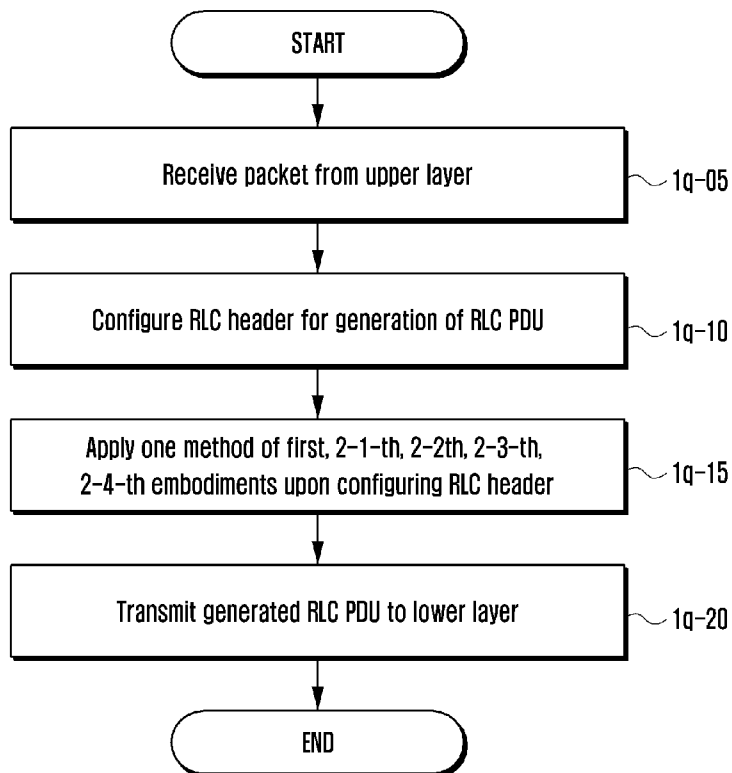 START
Receive packet from upper layer
1q-05
Configure RLC header for generation of RLC PDU
1q-10
Apply one method of first, 2-1-th, 2-2th, 2-3-th,
2-4-th embodiments upon configuring RLC header
1q-15
Transmit generated RLC PDU to lower layer
1q-20
END